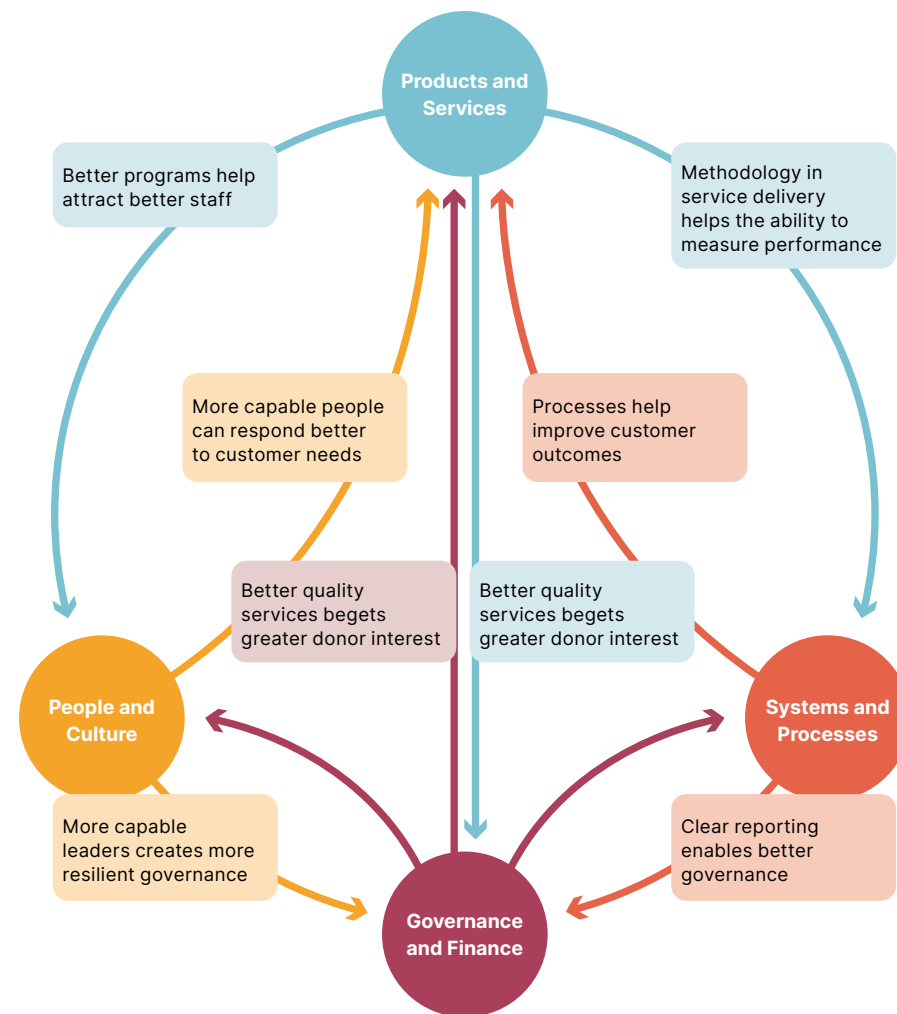 Products and
Services
Better programs help
attract better staff
Methodology in
service delivery
helps the ability to
measure performance
More capable people
can respond better
to customer needs
Processes help
improve customer
outcomes
Better quality
services begets
greater donor interest
Better quality
services begets
greater donor interest
People and
Culture
Systems and
Processes
More capable
leaders creates more
resilient governance
Clear reporting
enables better
governance
Governance
and Finance